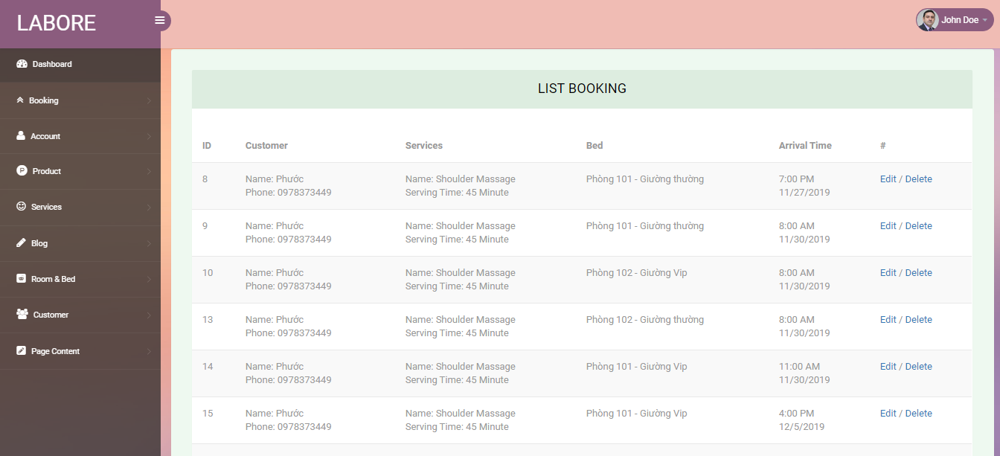 LABORE
John Doe
Dashboard
Booking
Account
Product
Services
Blog
Room & Bed
Customer
Page Content
LIST BOOKING
ID Customer Services Bed Arrival Time #
8 Name: Phước Name: Shoulder Massage Phòng 101 - Giường thường 7:00 PM Edit / Delete
Phone: 0978373449 Serving Time: 45 Minute 11/27/2019
9 Name: Phước Name: Shoulder Massage Phòng 101 - Giường thường 8:00 AM Edit / Delete
Phone: 0978373449 Serving Time: 45 Minute 11/30/2019
10 Name: Phước Name: Shoulder Massage Phòng 102 - Giường Vip 8:00 AM Edit / Delete
Phone: 0978373449 Serving Time: 45 Minute 11/30/2019
13 Name: Phước Name: Shoulder Massage Phòng 102 - Giường thường 8:00 AM Edit / Delete
Phone: 0978373449 Serving Time: 45 Minute 11/30/2019
14 Name: Phước Name: Shoulder Massage Phòng 101 - Giường Vip 11:00 AM Edit / Delete
Phone: 0978373449 Serving Time: 45 Minute 11/30/2019
15 Name: Phước Name: Shoulder Massage Phòng 101 - Giường Vip 4:00 PM Edit / Delete
Phone: 0978373449 Serving Time: 45 Minute 12/5/2019